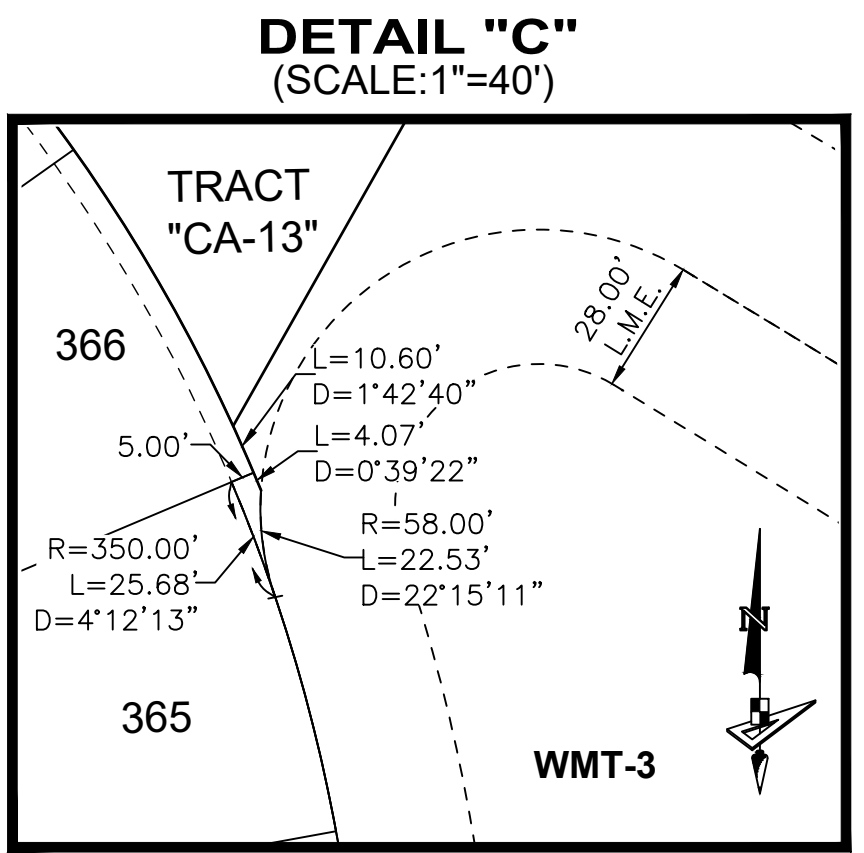 DETAIL "C"
(SCALE:1"=40')
TRACT
"CA-13"
366
28.00'
L.M.E.
L=10.60'
D=1°42'40"
5.00'
L=4.07'
D=0°39'22"
R=350.00'
L=25.68'
D=4°12'13"
R=58.00'
L=22.53'
D=22°15'11"
N
365
WMT-3